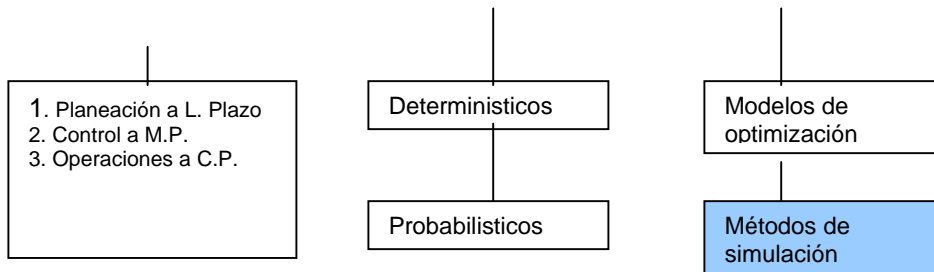 1. Planeación a L. Plazo
2. Control a M.P.
3. Operaciones a C.P.
Deterministicos
Probabilisticos
Modelos de
optimización
Métodos de
simulación